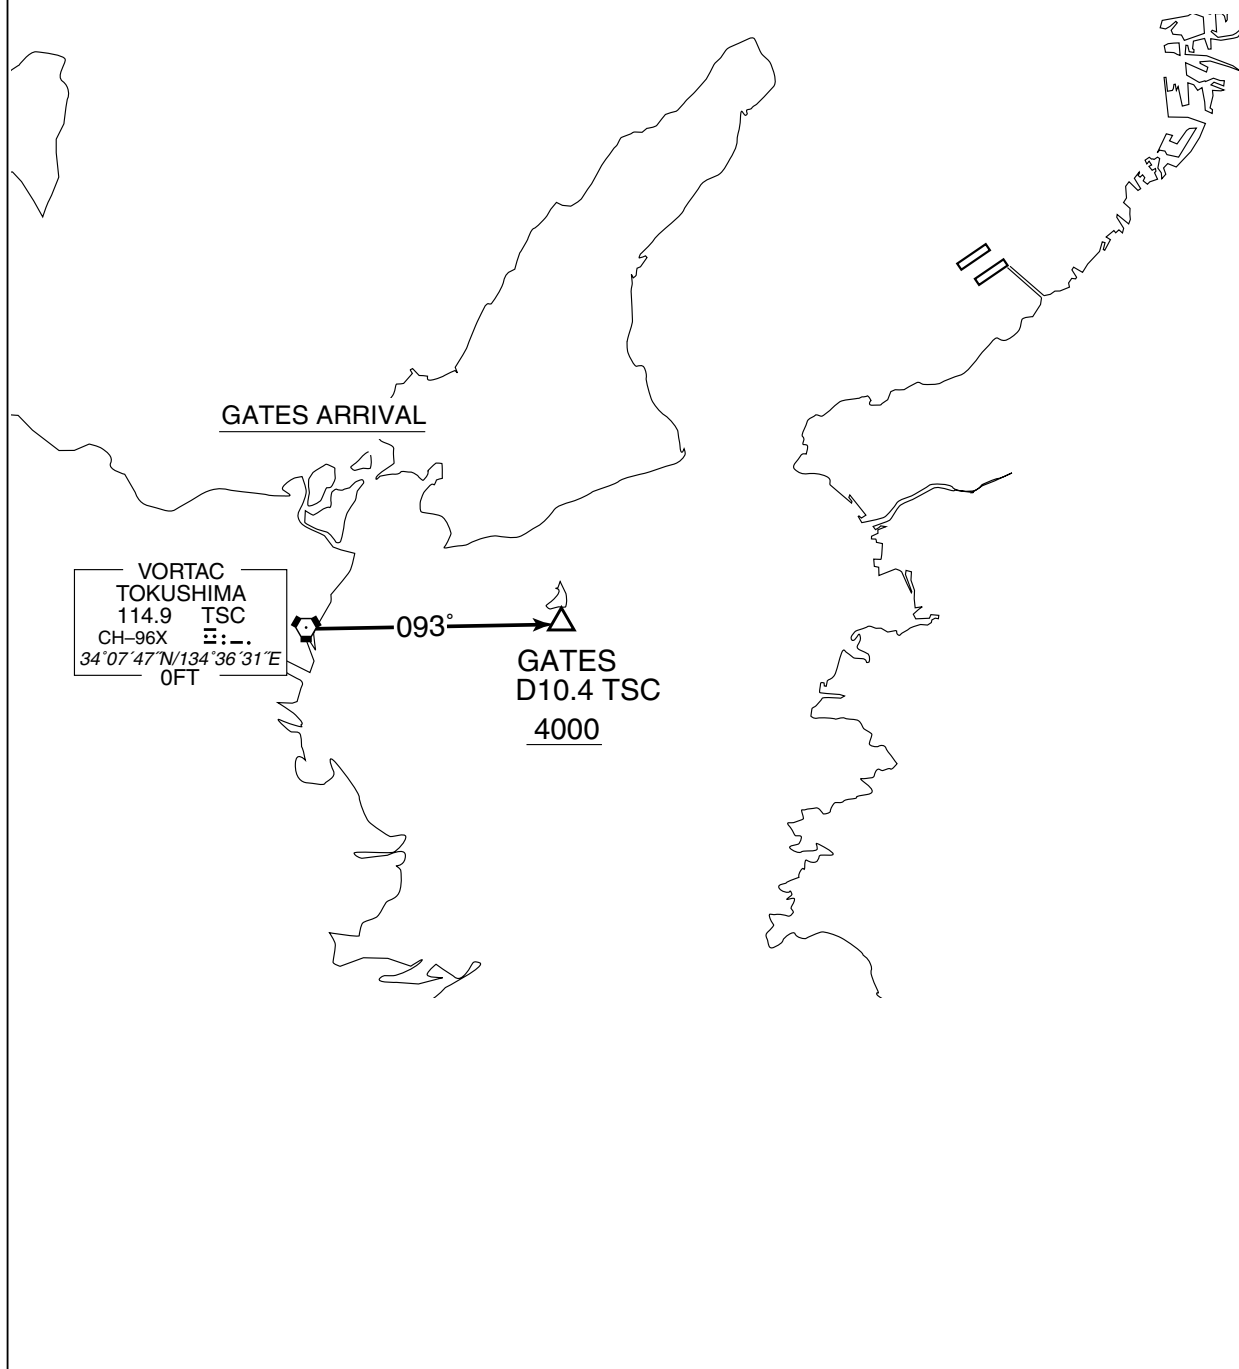 GATES ARRIVAL
VORTAC
TOKUSHIMA
114.9 TSC
CH–96X
34°07′47″N/134°36′31″E
0FT
093°
GATES
D10.4 TSC
4000